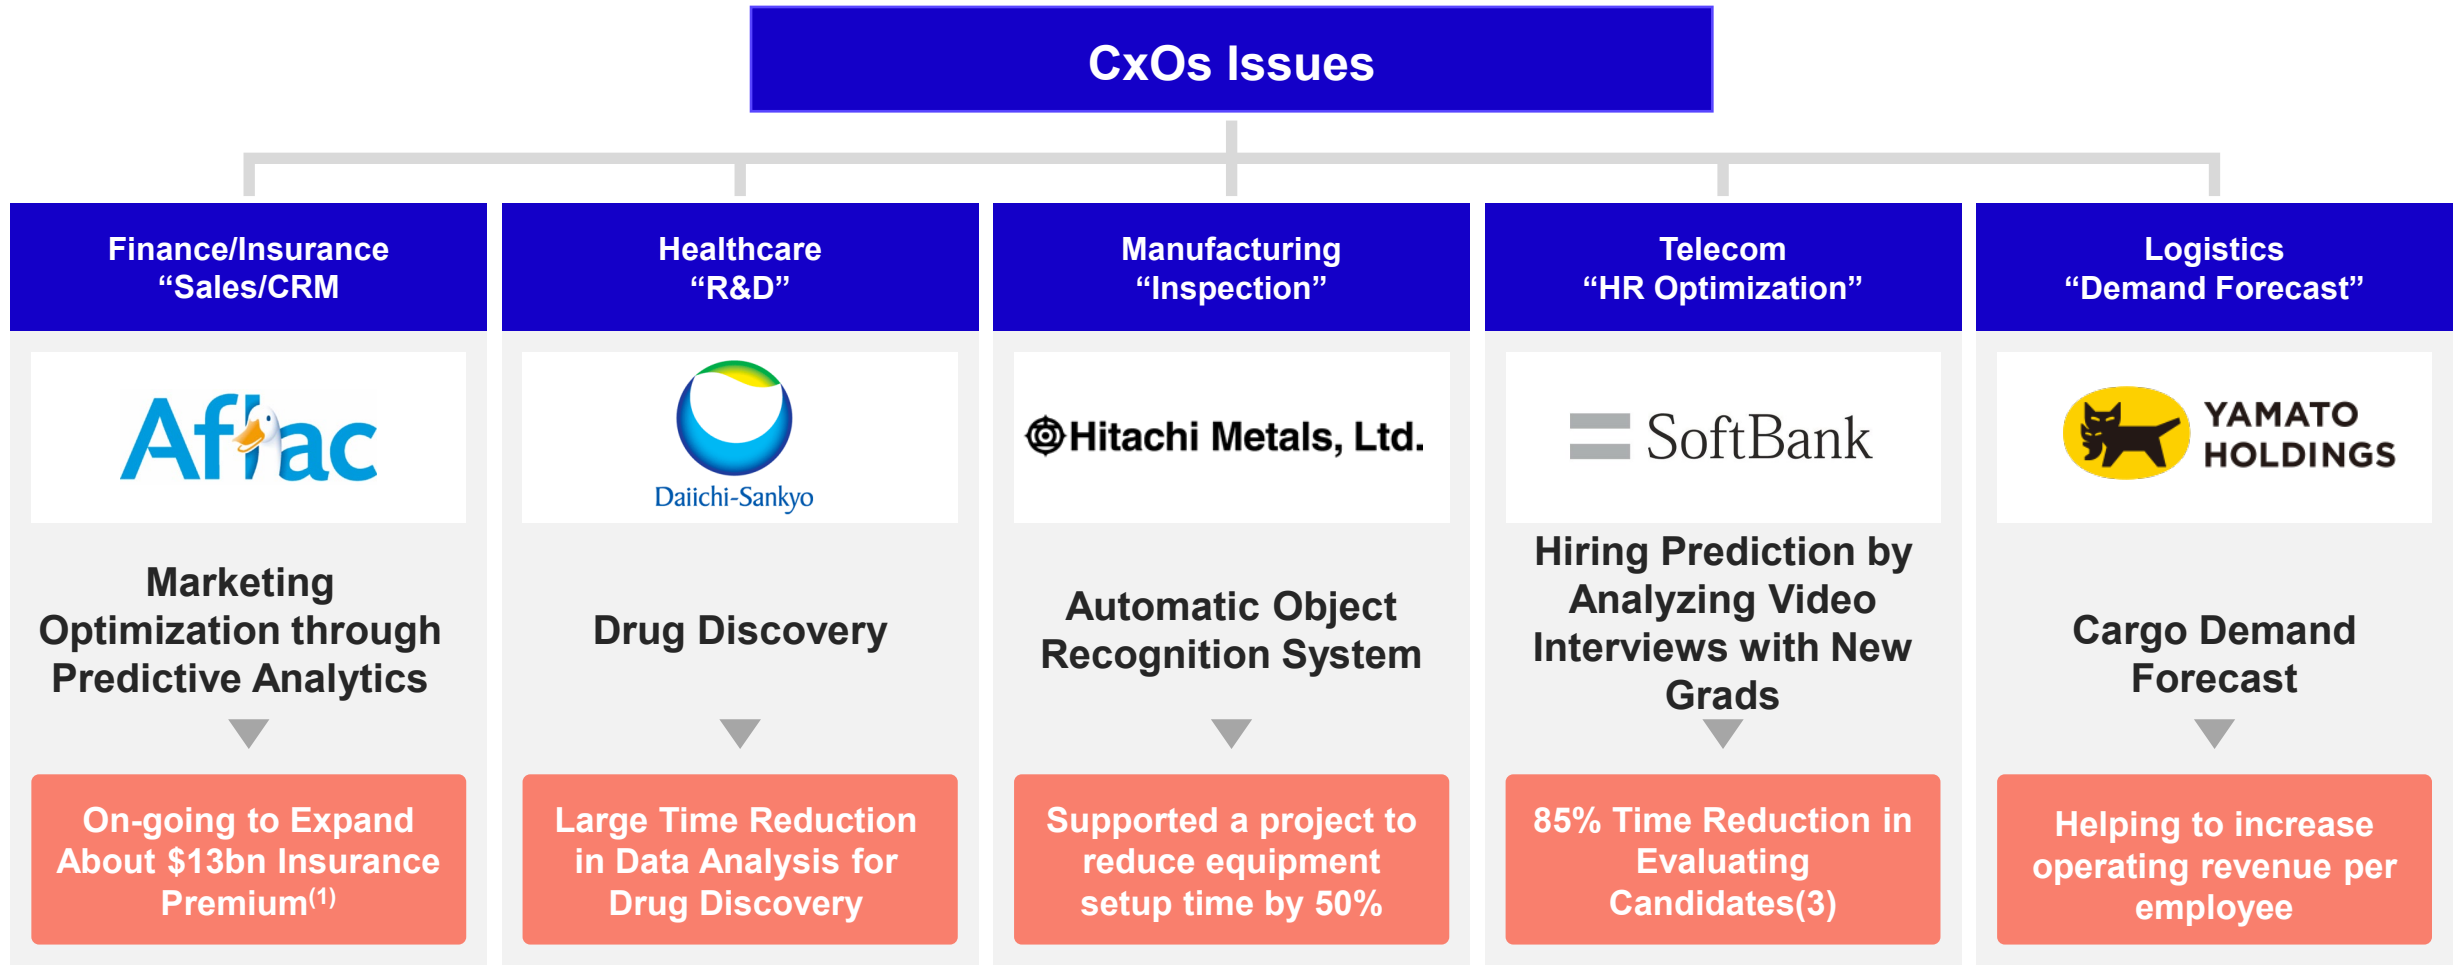 CxOs Issues
Finance/Insurance
“Sales/CRM
Aflac
Marketing
Optimization through
Predictive Analytics
On-going to Expand
About $13bn Insurance
Premium(1)
Healthcare
“R&D”
Daiichi-Sankyo
Drug Discovery
Large Time Reduction
in Data Analysis for
Drug Discovery
Manufacturing
“Inspection”
Hitachi Metals, Ltd.
Automatic Object
Recognition System
Supported a project to
reduce equipment
setup time by 50%
Telecom
“HR Optimization”
SoftBank
Hiring Prediction by
Analyzing Video
Interviews with New
Grads
85% Time Reduction in
Evaluating
Candidates(3)
Logistics
“Demand Forecast”
YAMATO
HOLDINGS
Cargo Demand
Forecast
Helping to increase
operating revenue per
employee